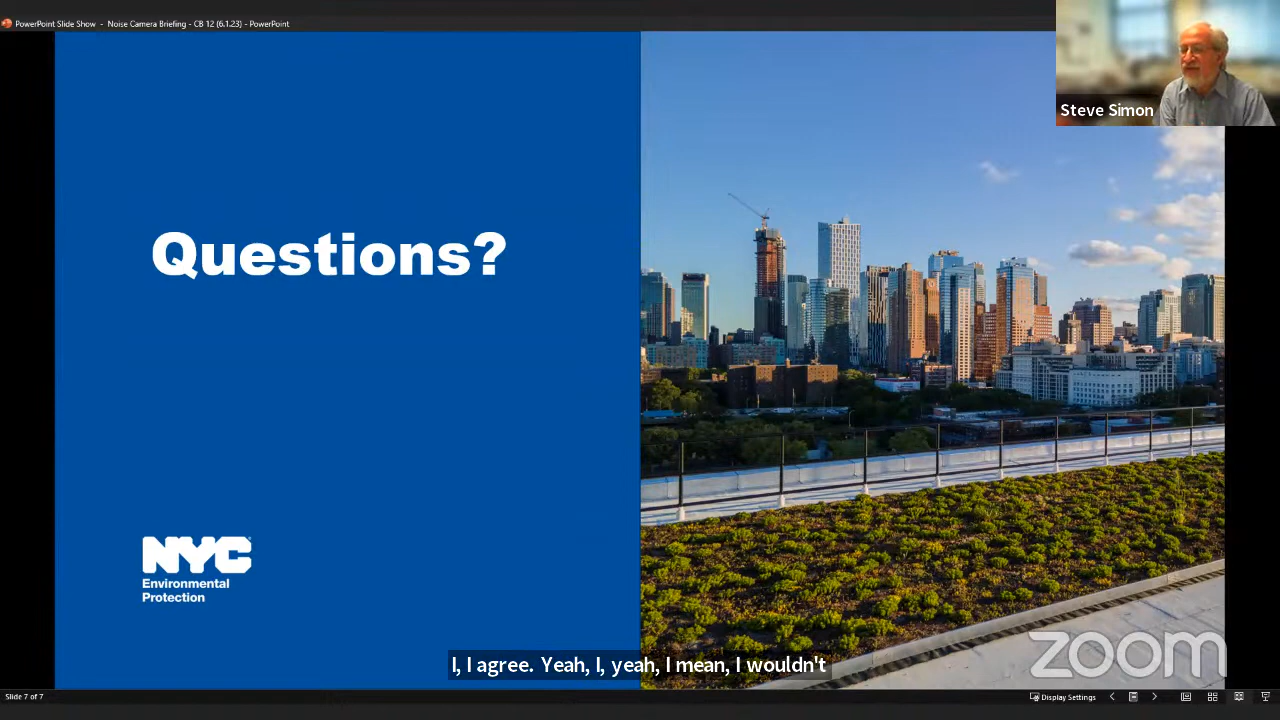 PowerPoint Slide Show - Noise Camera Briefing - CB 12 (6.1.23) - PowerPoint
Steve Simon
Questions?
NYC
Environmental
Protection
I, I agree. Yeah, I, yeah, I mean, I wouldn't
zoom
Slide 7 of 7
Display Settings